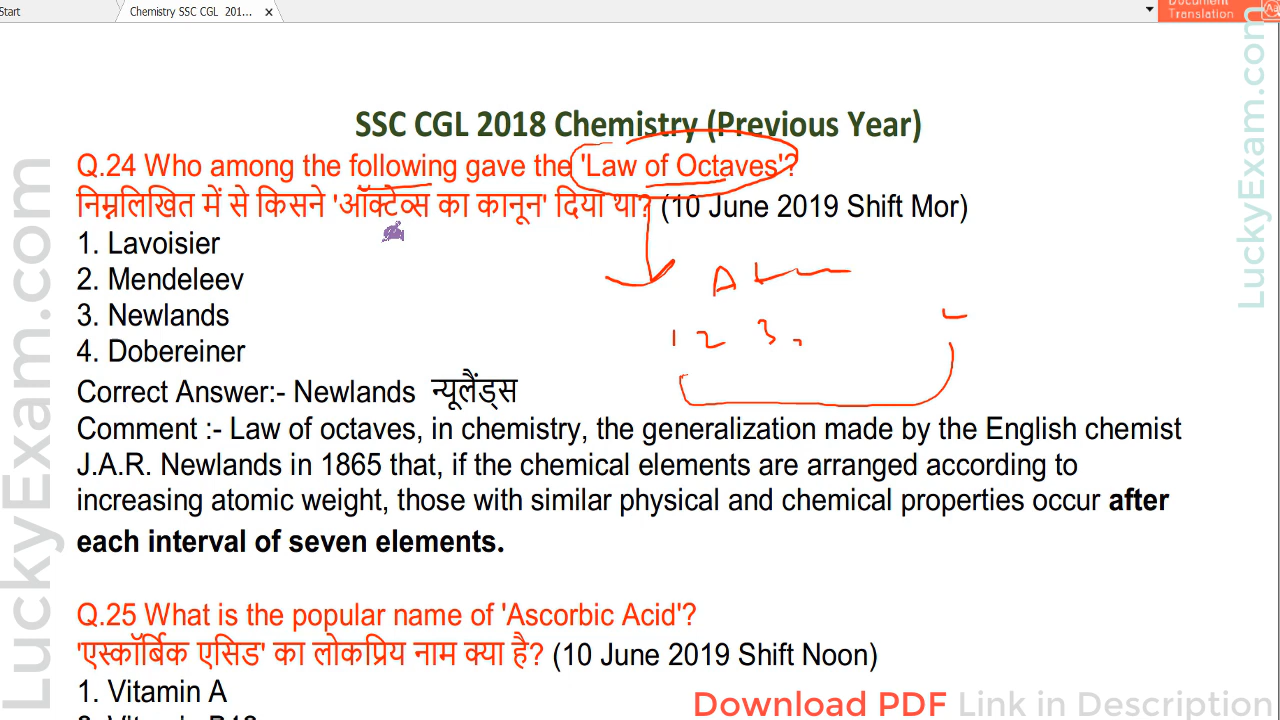 Start
Chemistry SSC CGL 201...
Document
Translation
SSC CGL 2018 Chemistry (Previous Year)
Q.24 Who among the following gave the 'Law of Octaves'?
निम्नलिखित में से किसने 'ऑक्टेव्स का कानून' दिया था? (10 June 2019 Shift Mor)
1. Lavoisier
2. Mendeleev
3. Newlands
4. Dobereiner
1 2 3,
Correct Answer:- Newlands न्यूलैंड्स
Comment :- Law of octaves, in chemistry, the generalization made by the English chemist
J.A.R. Newlands in 1865 that, if the chemical elements are arranged according to
increasing atomic weight, those with similar physical and chemical properties occur after
each interval of seven elements.
Q.25 What is the popular name of 'Ascorbic Acid'?
'एस्कॉर्बिक एसिड' का लोकप्रिय नाम क्या है? (10 June 2019 Shift Noon)
1. Vitamin A
Download PDF Link in Description
LuckyExam.com
LuckyExam.com